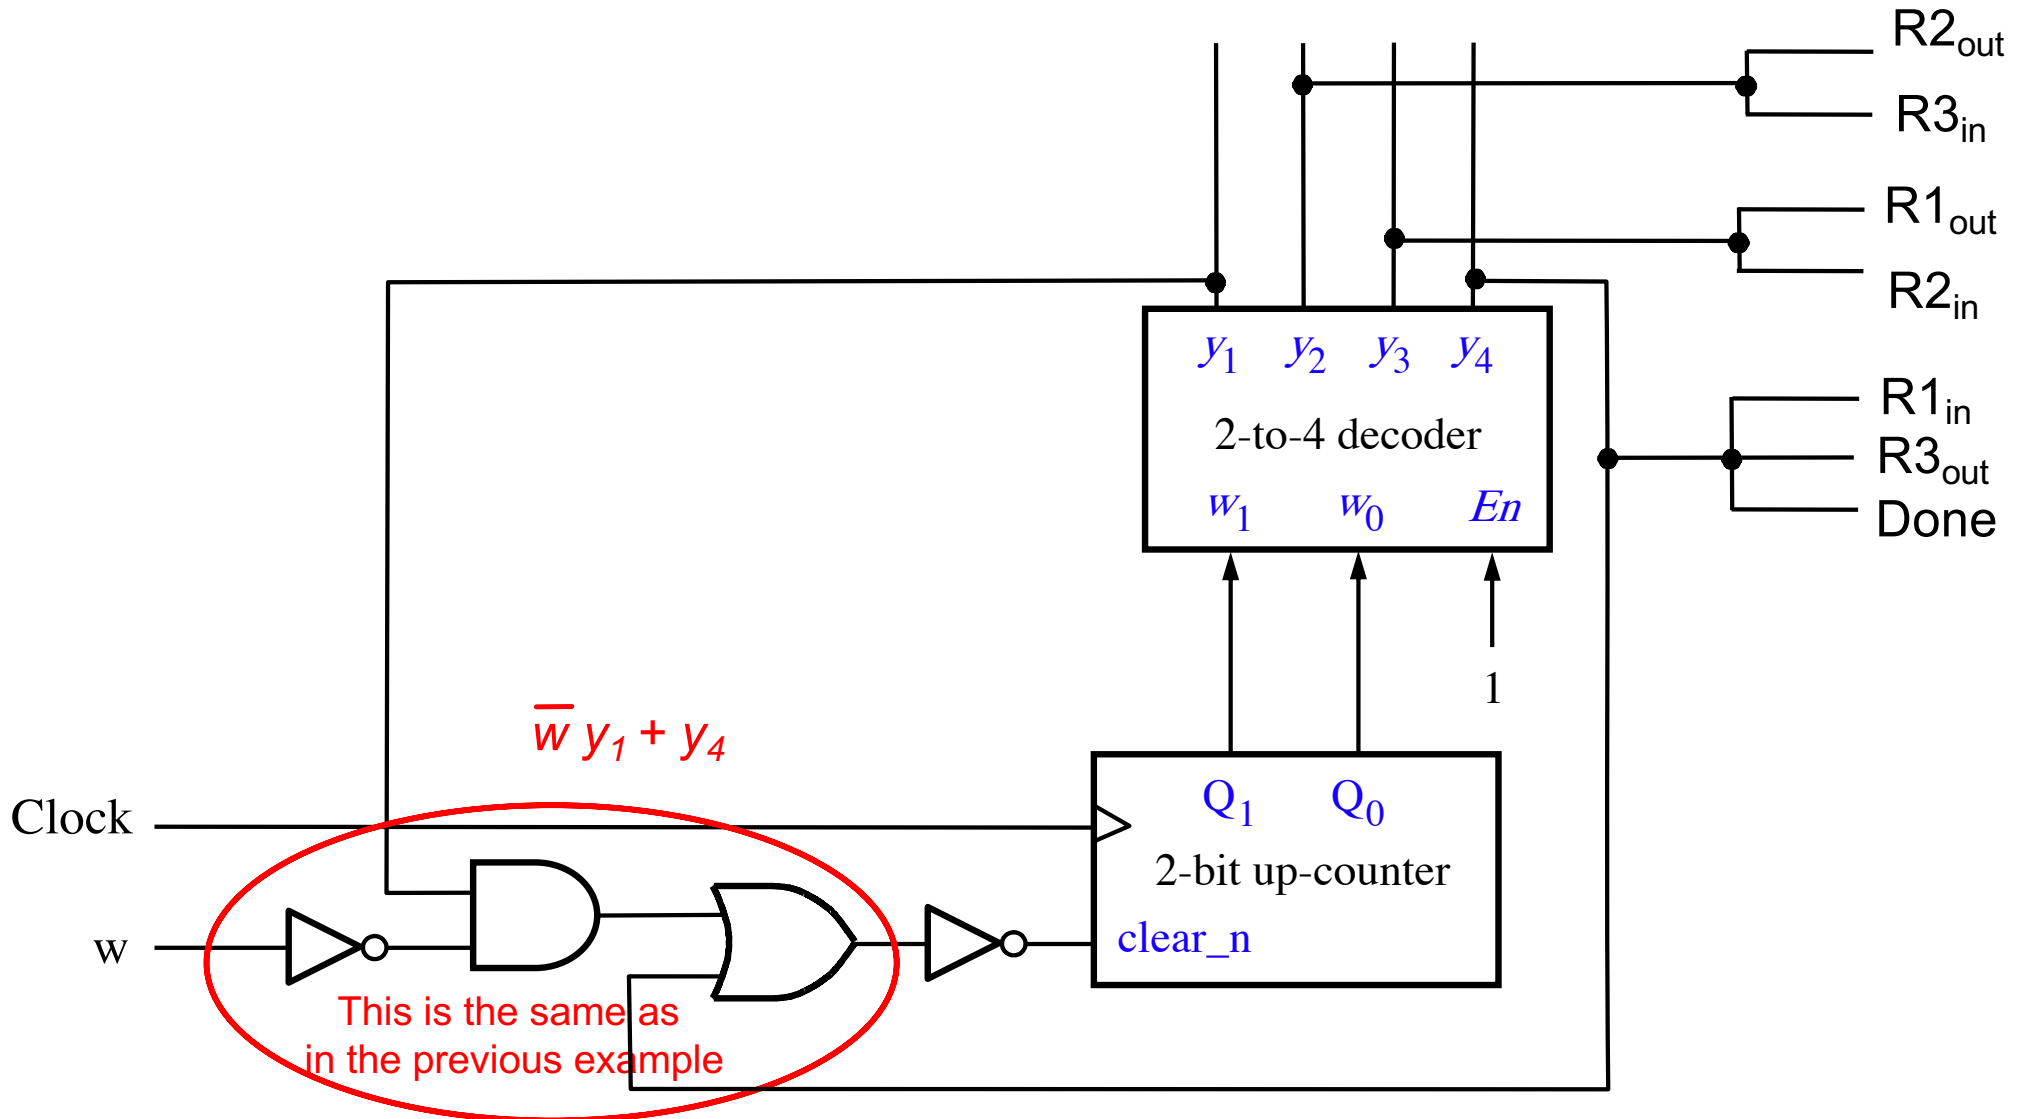 R2out
R3in
R1out
R2in
y1 y2 y3 y4
R1in
2-to-4 decoder
R3out
w1 w0 En
Done
1
w̅ y1 + y4
Clock
Q1 Q0
2-bit up-counter
w
clear_n
This is the same as
in the previous example